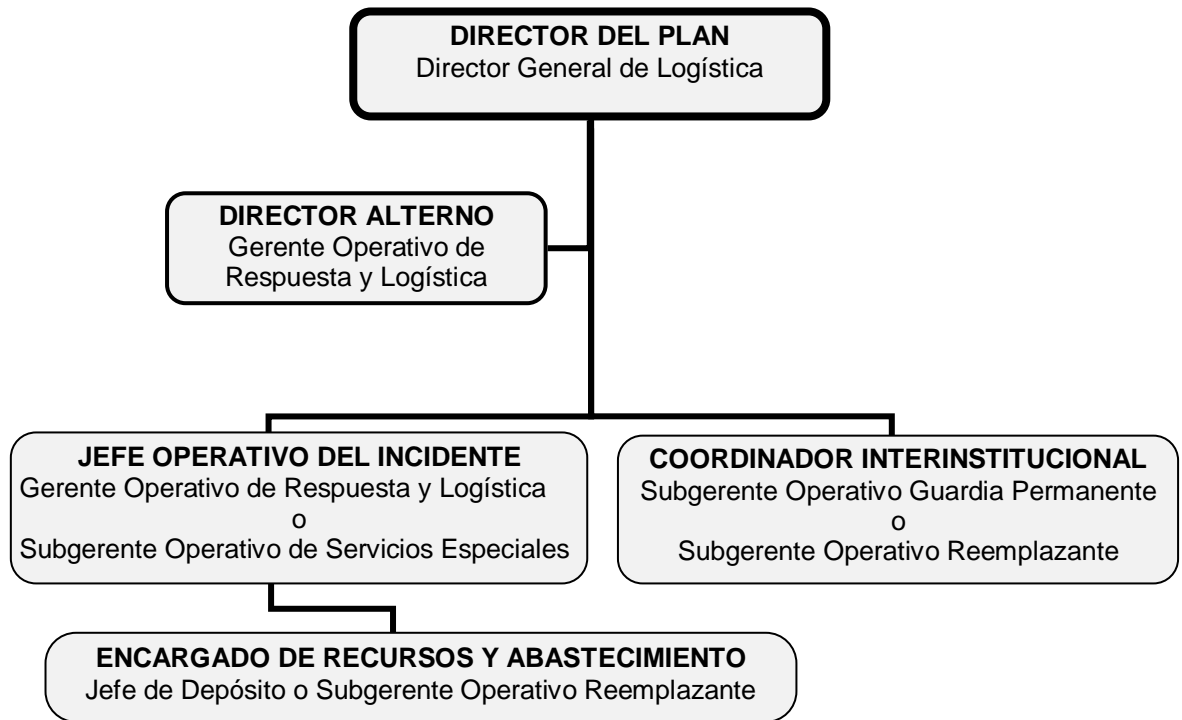 DIRECTOR DEL PLAN
Director General de Logística
DIRECTOR ALTERNO
Gerente Operativo de
Respuesta y Logística
JEFE OPERATIVO DEL INCIDENTE
Gerente Operativo de Respuesta y Logística
o
Subgerente Operativo de Servicios Especiales
COORDINADOR INTERINSTITUCIONAL
Subgerente Operativo Guardia Permanente
o
Subgerente Operativo Reemplazante
ENCARGADO DE RECURSOS Y ABASTECIMIENTO
Jefe de Depósito o Subgerente Operativo Reemplazante